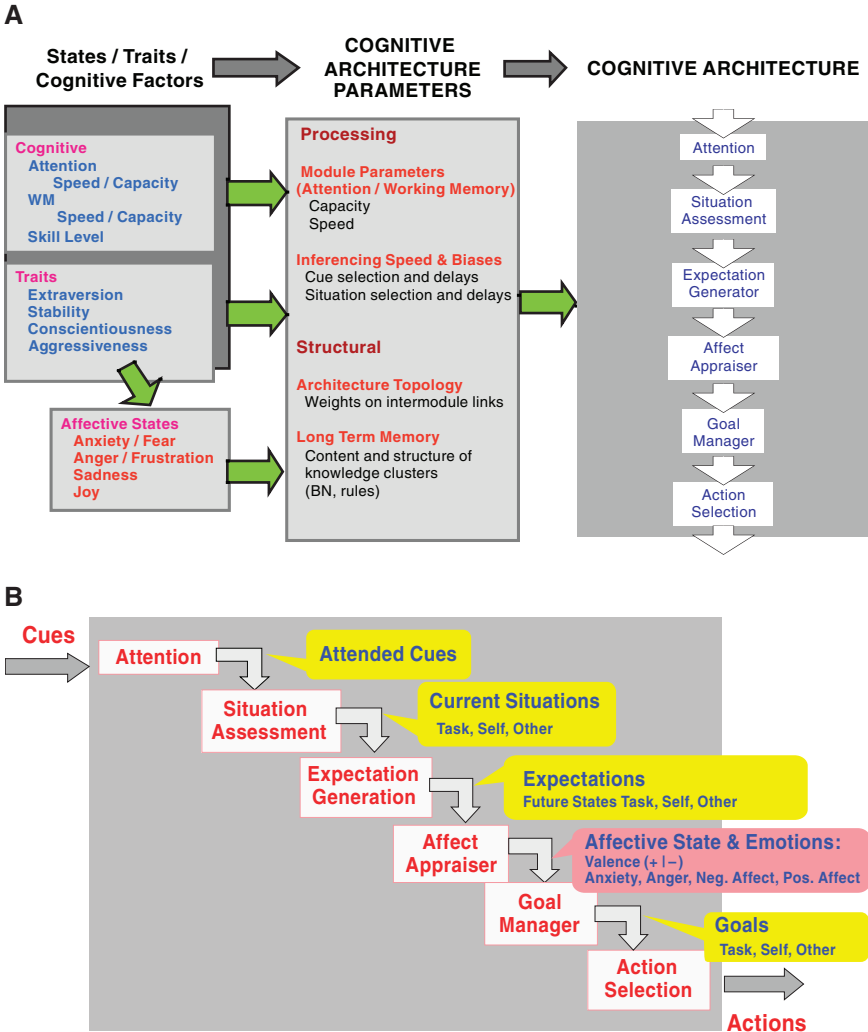 A
States / Traits /
Cognitive Factors
COGNITIVE
ARCHITECTURE
PARAMETERS
COGNITIVE ARCHITECTURE
Cognitive
Attention
Speed / Capacity
WM
Speed / Capacity
Skill Level
Traits
Extraversion
Stability
Conscientiousness
Aggressiveness
Affective States
Anxiety / Fear
Anger / Frustration
Sadness
Joy
Processing
Module Parameters
(Attention / Working Memory)
Capacity
Speed
Inferencing Speed & Biases
Cue selection and delays
Situation selection and delays
Structural
Architecture Topology
Weights on intermodule links
Long Term Memory
Content and structure of
knowledge clusters
(BN, rules)
Attention
Situation
Assessment
Expectation
Generator
Affect
Appraiser
Goal
Manager
Action
Selection
B
Cues
Attention
Attended Cues
Situation
Assessment
Current Situations
Task, Self, Other
Expectation
Generation
Expectations
Future States Task, Self, Other
Affect
Appraiser
Affective State & Emotions:
Valence (+ | −)
Anxiety, Anger, Neg. Affect, Pos. Affect
Goal
Manager
Goals
Task, Self, Other
Action
Selection
Actions